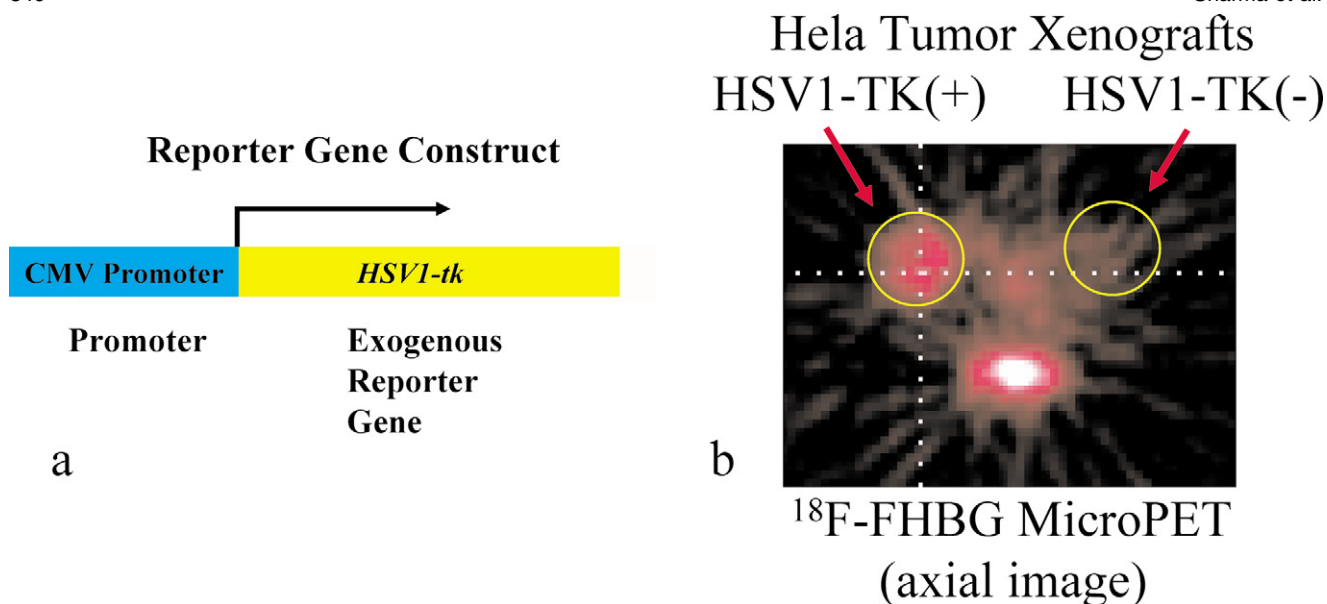 Hela Tumor Xenografts
HSV1-TK(+) HSV1-TK(-)
Reporter Gene Construct
CMV Promoter HSV1-tk
Promoter
Exogenous
Reporter
Gene
a
b
18F-FHBG MicroPET
(axial image)